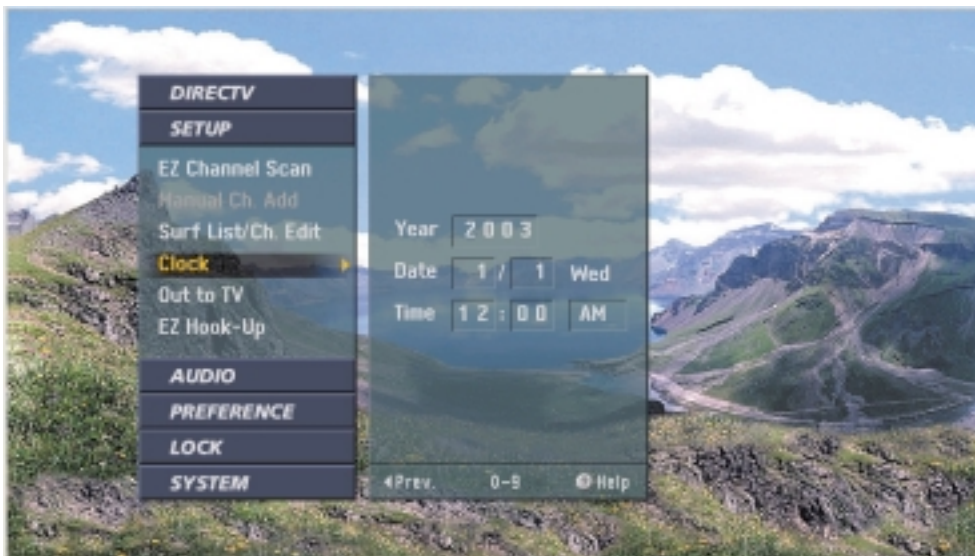 DIRECTV
SETUP
EZ Channel Scan
Manual Ch. Add
Surf List/Ch. Edit
Clock
Out to TV
EZ Hook-Up
AUDIO
PREFERENCE
LOCK
SYSTEM
Year 2003
Date 1 / 1 Wed
Time 12:00 AM
Prev. 0-9 Help